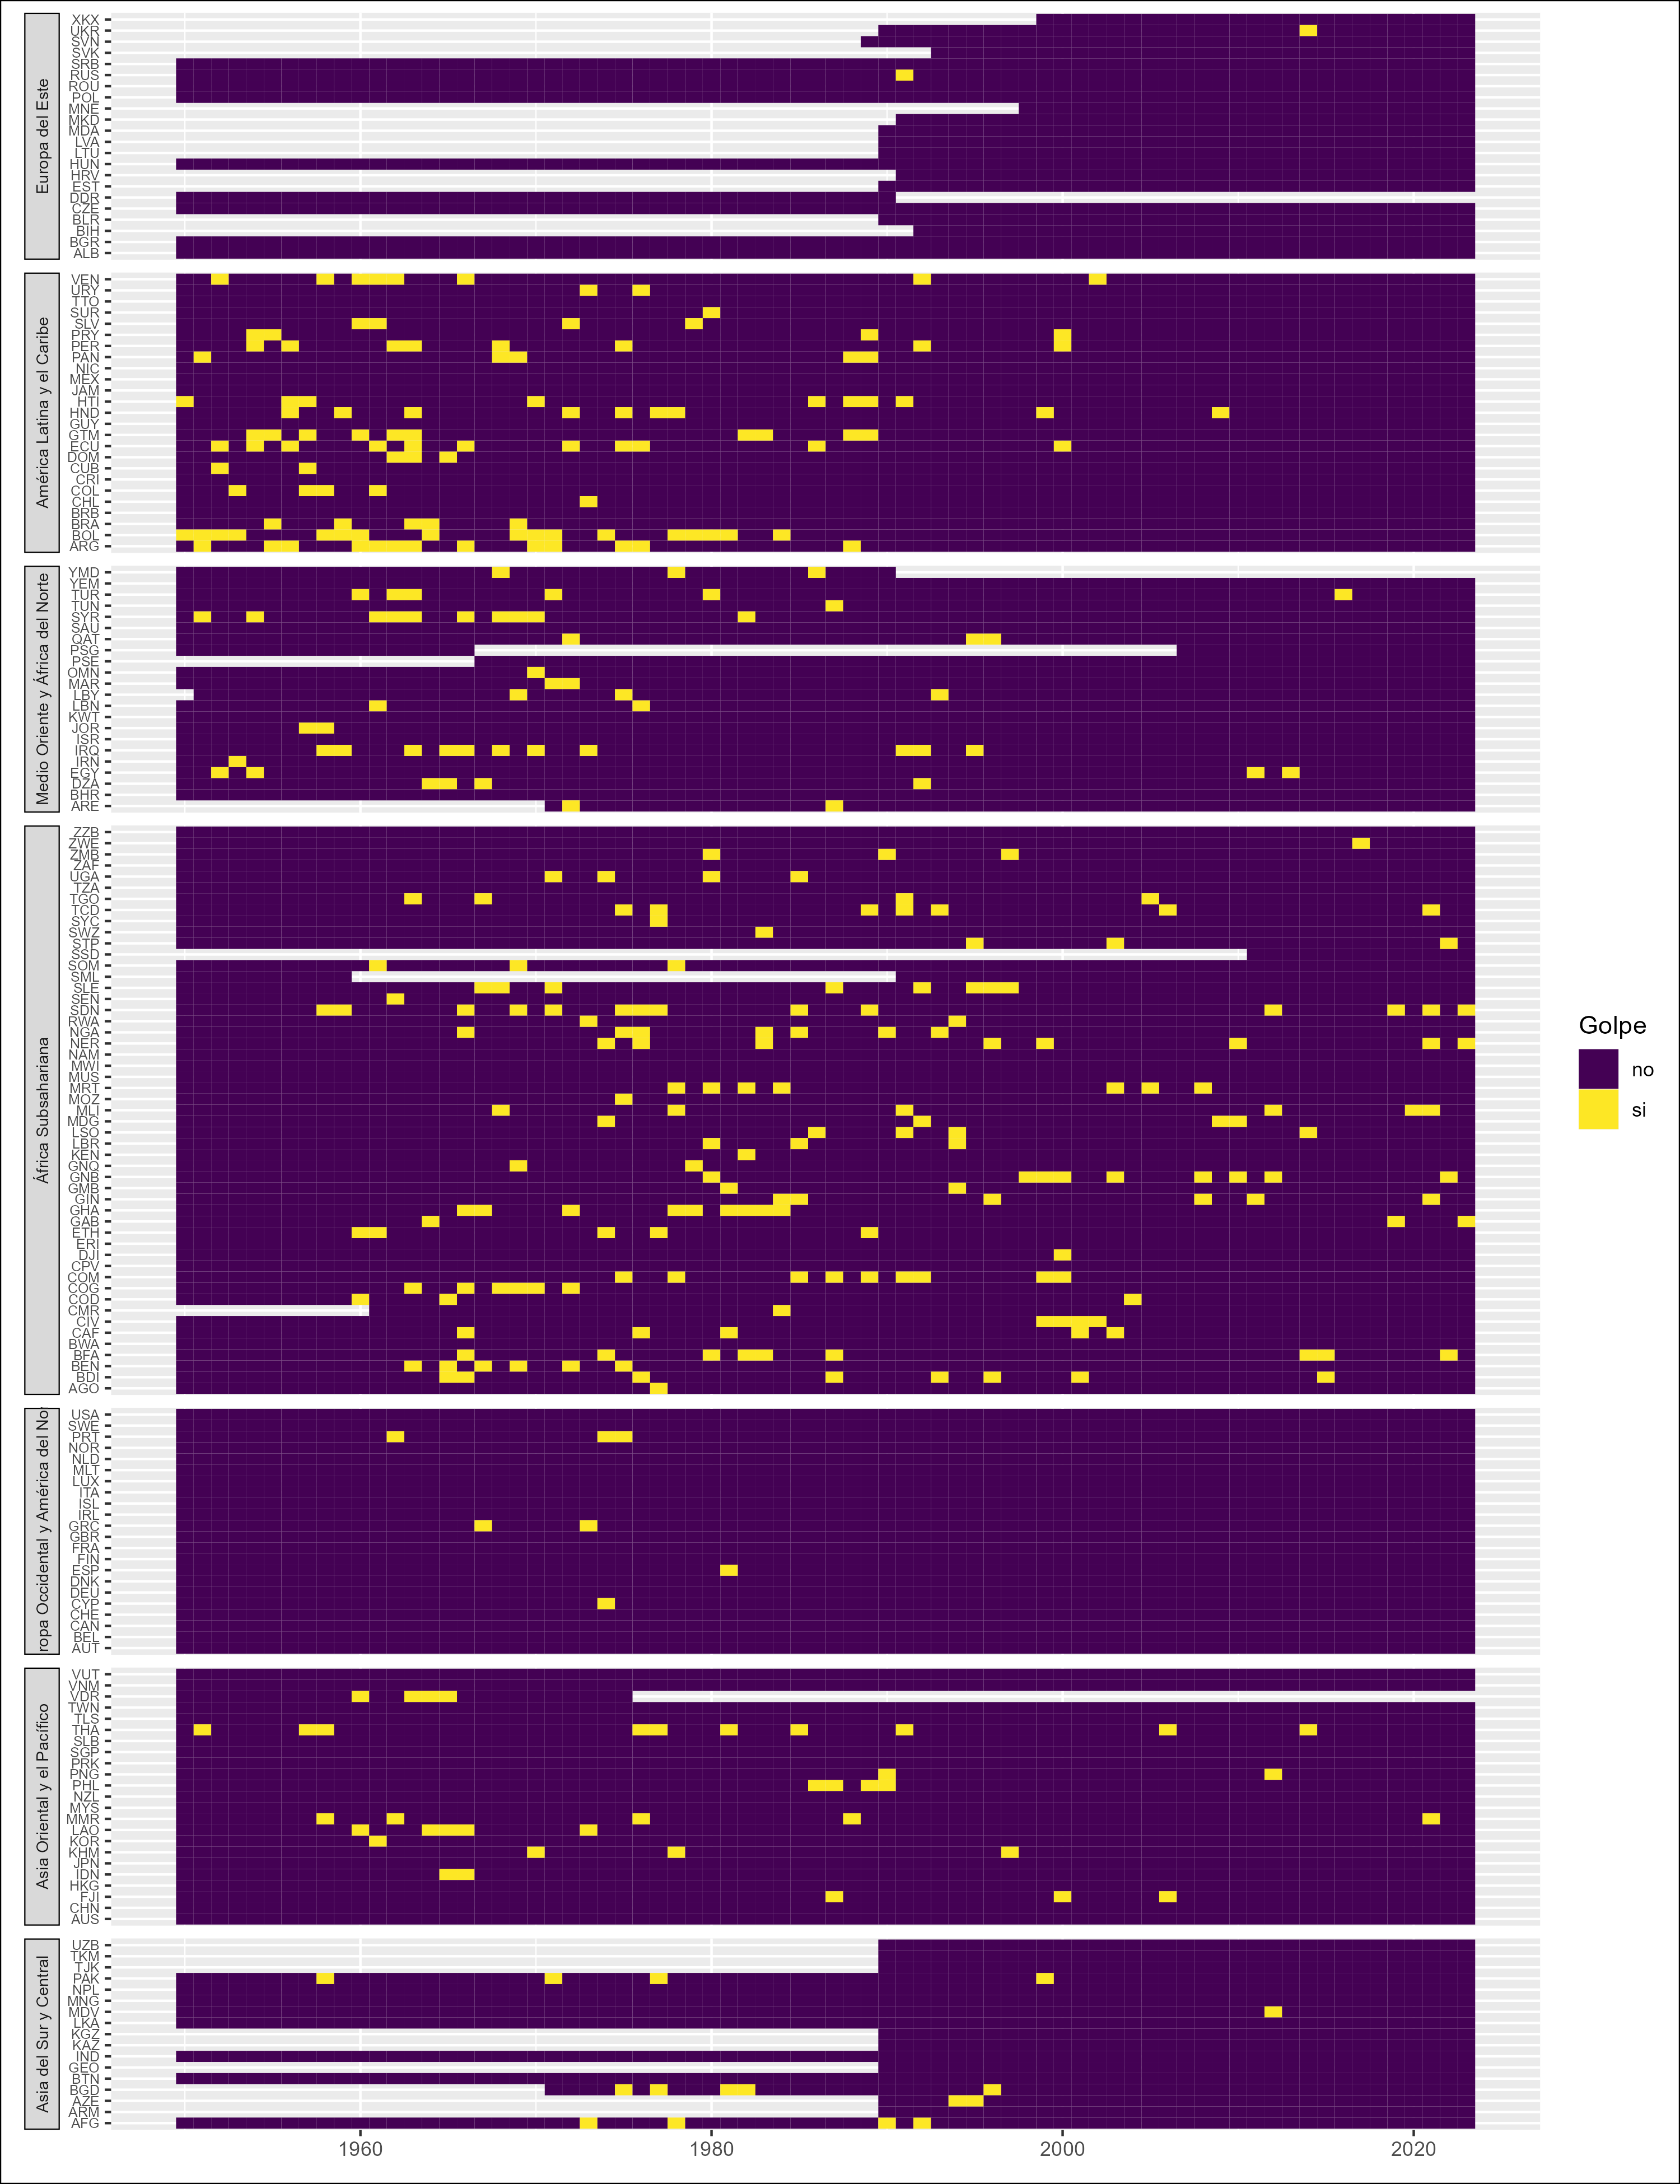 Europa del Este
XKX
UKR
SVN
SVK
SRB
RUS
ROU
POL
MNE
MKD
MDA
LVA
LTU
HUN
HRV
EST
DDR
CZE
BLR
BIH
BGR
ALB
América Latina y el Caribe
VEN
URY
TTO
SUR
SLV
PRY
PER
PAN
NIC
MEX
JAM
HTI
HND
GUY
GTM
ECU
DOM
CUB
CRI
COL
CHL
BRB
BRA
BOL
ARG
Medio Oriente y África del Norte
YMD
YEM
TUR
TUN
SYR
SAU
QAT
PSG
PSE
OMN
MAR
LBY
LBN
KWT
JOR
ISR
IRQ
IRN
EGY
DZA
BHR
ARE
África Subsahariana
ZZB
ZWE
ZMB
ZAF
UGA
TZA
TGO
TCD
SYC
SWZ
STP
SSD
SOM
SML
SLE
SEN
SDN
RWA
NGA
NER
NAM
MWI
MUS
MRT
MOZ
MLI
MDG
LSO
LBR
KEN
GNQ
GNB
GMB
GIN
GHA
GAB
ETH
ERI
DJI
CPV
COM
COG
COD
CMR
CIV
CAF
BWA
BFA
BEN
BDI
AGO
ropa Occidental y América del No
USA
SWE
PRT
NOR
NLD
MLT
LUX
ITA
ISL
IRL
GRC
GBR
FRA
FIN
ESP
DNK
DEU
CYP
CHE
CAN
BEL
AUT
Asia Oriental y el Pacífico
VUT
VNM
VDR
TWN
TLS
THA
SLB
SGP
PRK
PNG
PHL
NZL
MYS
MMR
LAO
KOR
KHM
JPN
IDN
HKG
FJI
CHN
AUS
Asia del Sur y Central
UZB
TKM
TJK
PAK
NPL
MNG
MDV
LKA
KGZ
KAZ
IND
GEO
BTN
BGD
AZE
ARM
AFG
1960 1980 2000 2020
Golpe
no
si